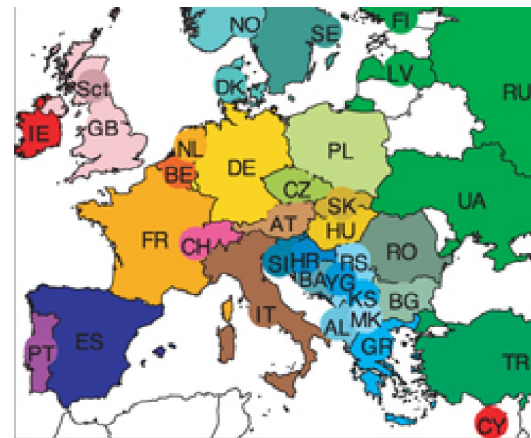 NO
SE
FI
LV
RU
Sct
DK
IE
GB
NL
DE
PL
BE
CZ
UA
SK
FR
AT
HU
CH
RO
SI
HR
RS
BA
YG
KS
BG
IT
MK
AL
GR
PT
ES
TR
CY